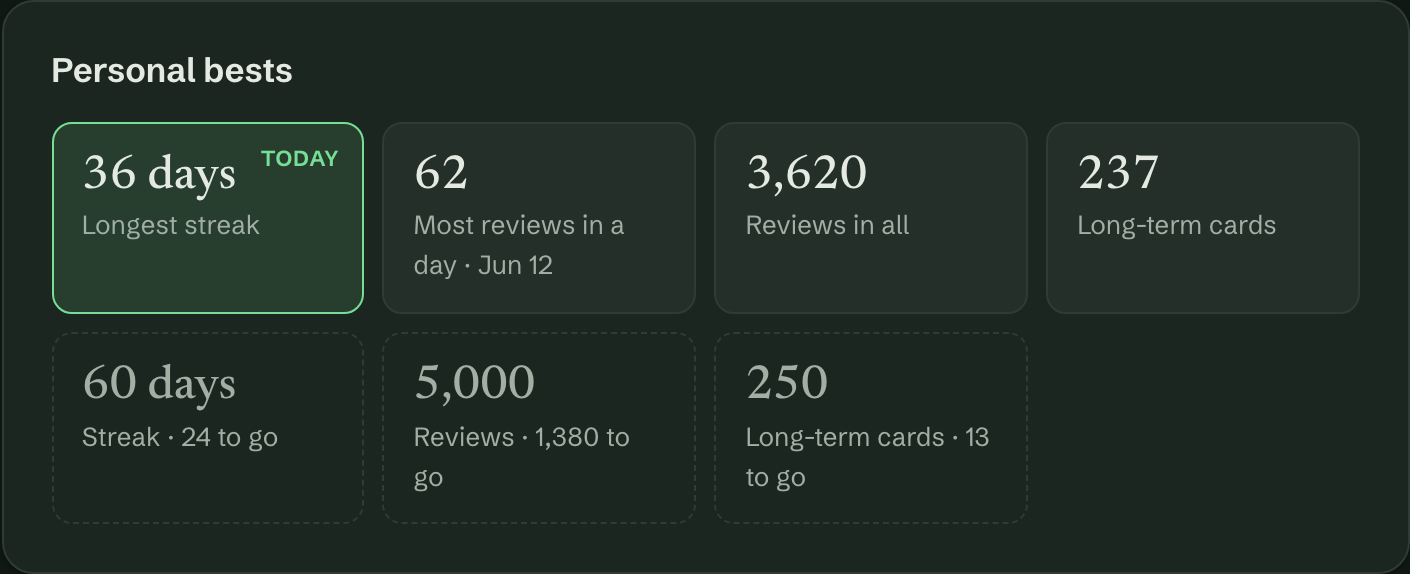 Personal bests
36 days
TODAY
Longest streak
62
Most reviews in a
day · Jun 12
3,620
Reviews in all
237
Long-term cards
60 days
Streak · 24 to go
5,000
Reviews · 1,380 to
go
250
Long-term cards · 13
to go